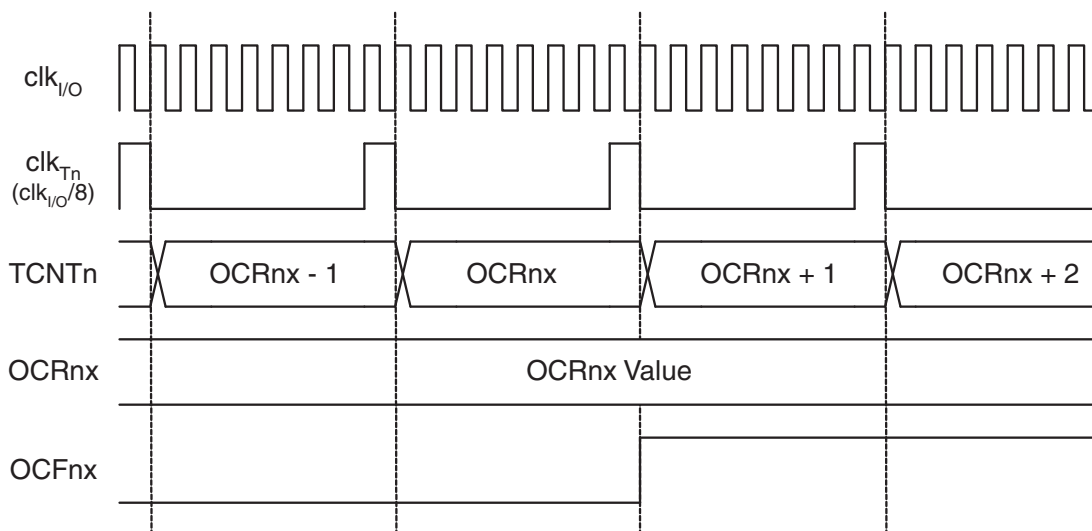 clkI/O
clkTn
(clkI/O/8)
TCNTn
OCRnx - 1
OCRnx
OCRnx + 1
OCRnx + 2
OCRnx
OCRnx Value
OCFnx